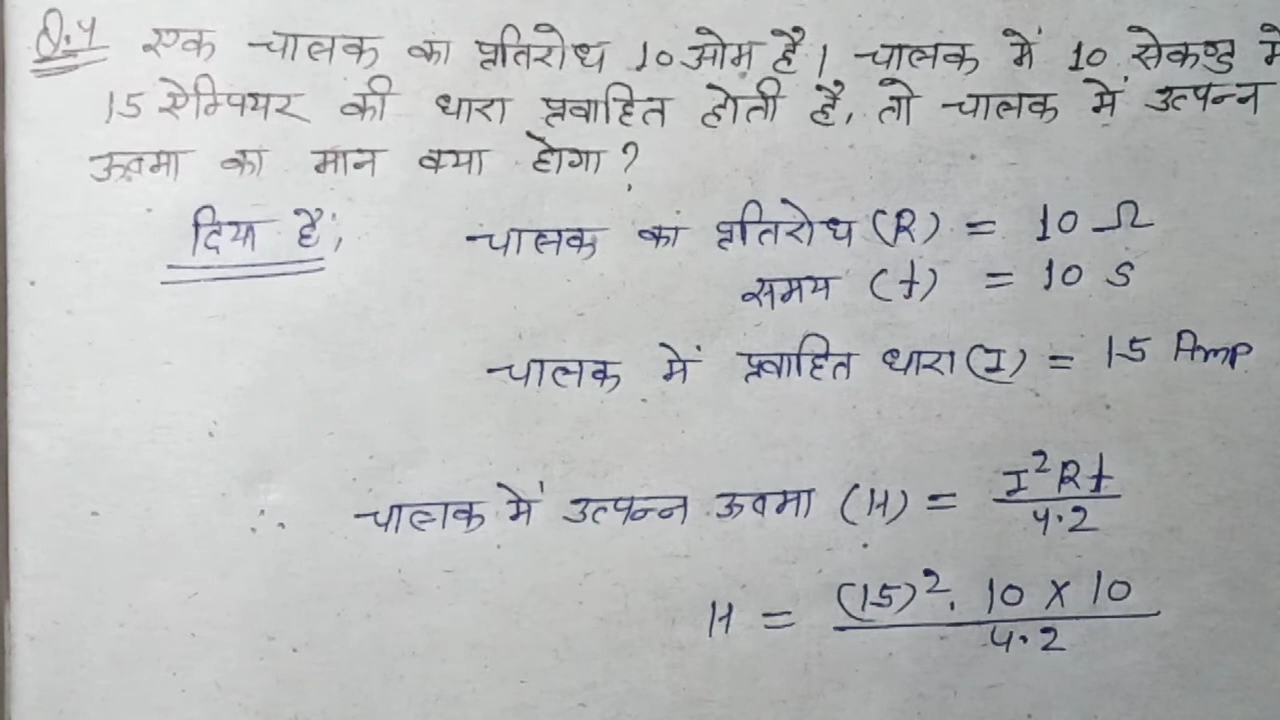 Q.4 एक चालक का प्रतिरोध 10 ओम है। चालक में 10 सेकण्ड में
15 ऐम्पियर की धारा प्रवाहित होती है, तो चालक में उत्पन्न
ऊष्मा का मान क्या होगा ?
दिया है, चालक का प्रतिरोध (R) = 10 Ω
समय (t) = 10 S
चालक में प्रवाहित धारा (I) = 15 Amp
∴ चालक में उत्पन्न ऊष्मा (H) = I²Rt / 4.2
H = (15)². 10 X 10 / 4.2